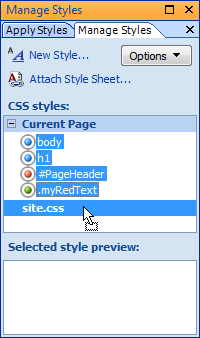 Manage Styles
Apply Styles Manage Styles
New Style... Options
Attach Style Sheet...
CSS styles:
Current Page
body
h1
#PageHeader
.myRedText
site.css
Selected style preview: